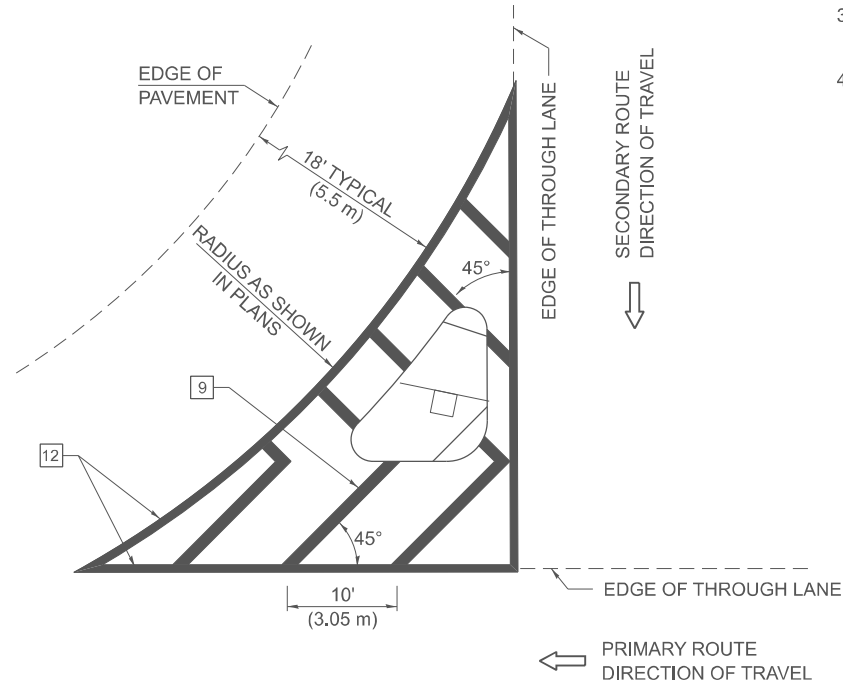 3
4
EDGE OF
PAVEMENT
18' TYPICAL
(5.5 m)
RADIUS AS SHOWN
IN PLANS
45°
EDGE OF THROUGH LANE
SECONDARY ROUTE
DIRECTION OF TRAVEL
9
12
45°
10'
(3.05 m)
EDGE OF THROUGH LANE
PRIMARY ROUTE
DIRECTION OF TRAVEL